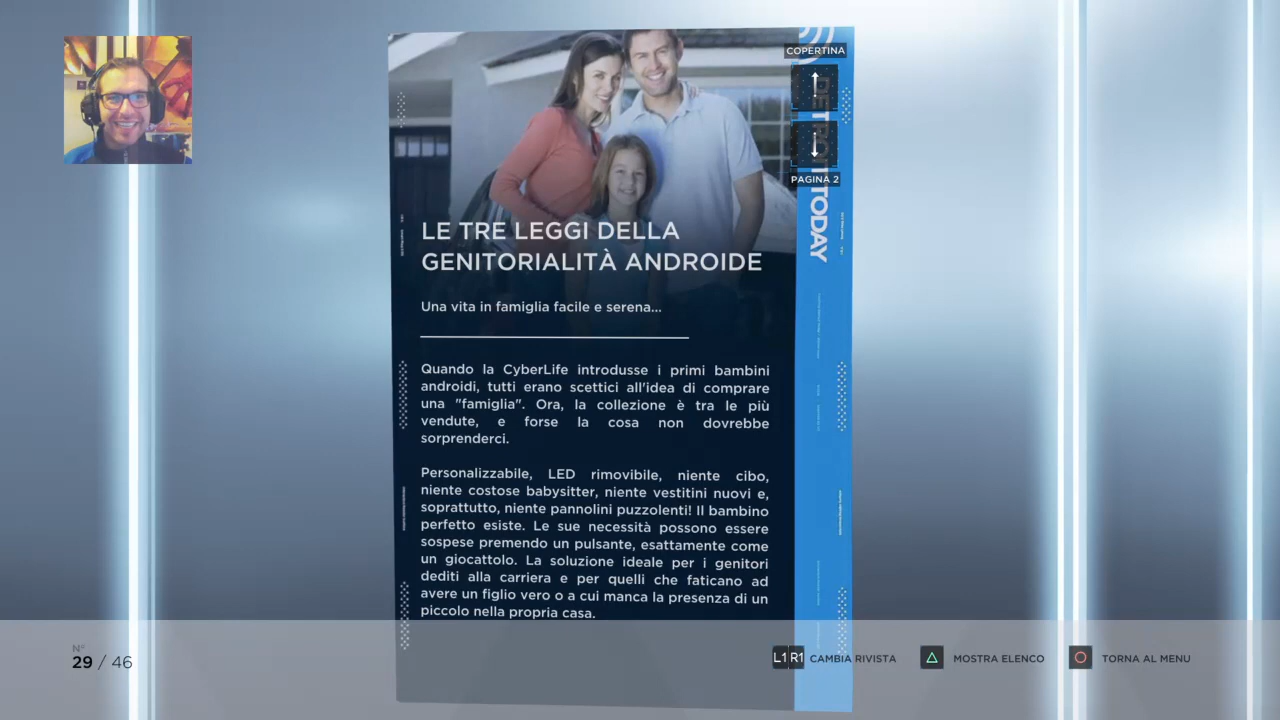 COPERTINA
PAGINA 2
DETROIT TODAY
LE TRE LEGGI DELLA
GENITORIALITÀ ANDROIDE
Una vita in famiglia facile e serena...
Quando la CyberLife introdusse i primi bambini
androidi, tutti erano scettici all'idea di comprare
una "famiglia". Ora, la collezione è tra le più
vendute, e forse la cosa non dovrebbe
sorprenderci.
Personalizzabile, LED rimovibile, niente cibo,
niente costose babysitter, niente vestitini nuovi e,
soprattutto, niente pannolini puzzolenti! Il bambino
perfetto esiste. Le sue necessità possono essere
sospese premendo un pulsante, esattamente come
un giocattolo. La soluzione ideale per i genitori
dediti alla carriera e per quelli che faticano ad
avere un figlio vero o a cui manca la presenza di un
piccolo nella propria casa.
N°
29 / 46
L1 R1 CAMBIA RIVISTA
MOSTRA ELENCO
TORNA AL MENU